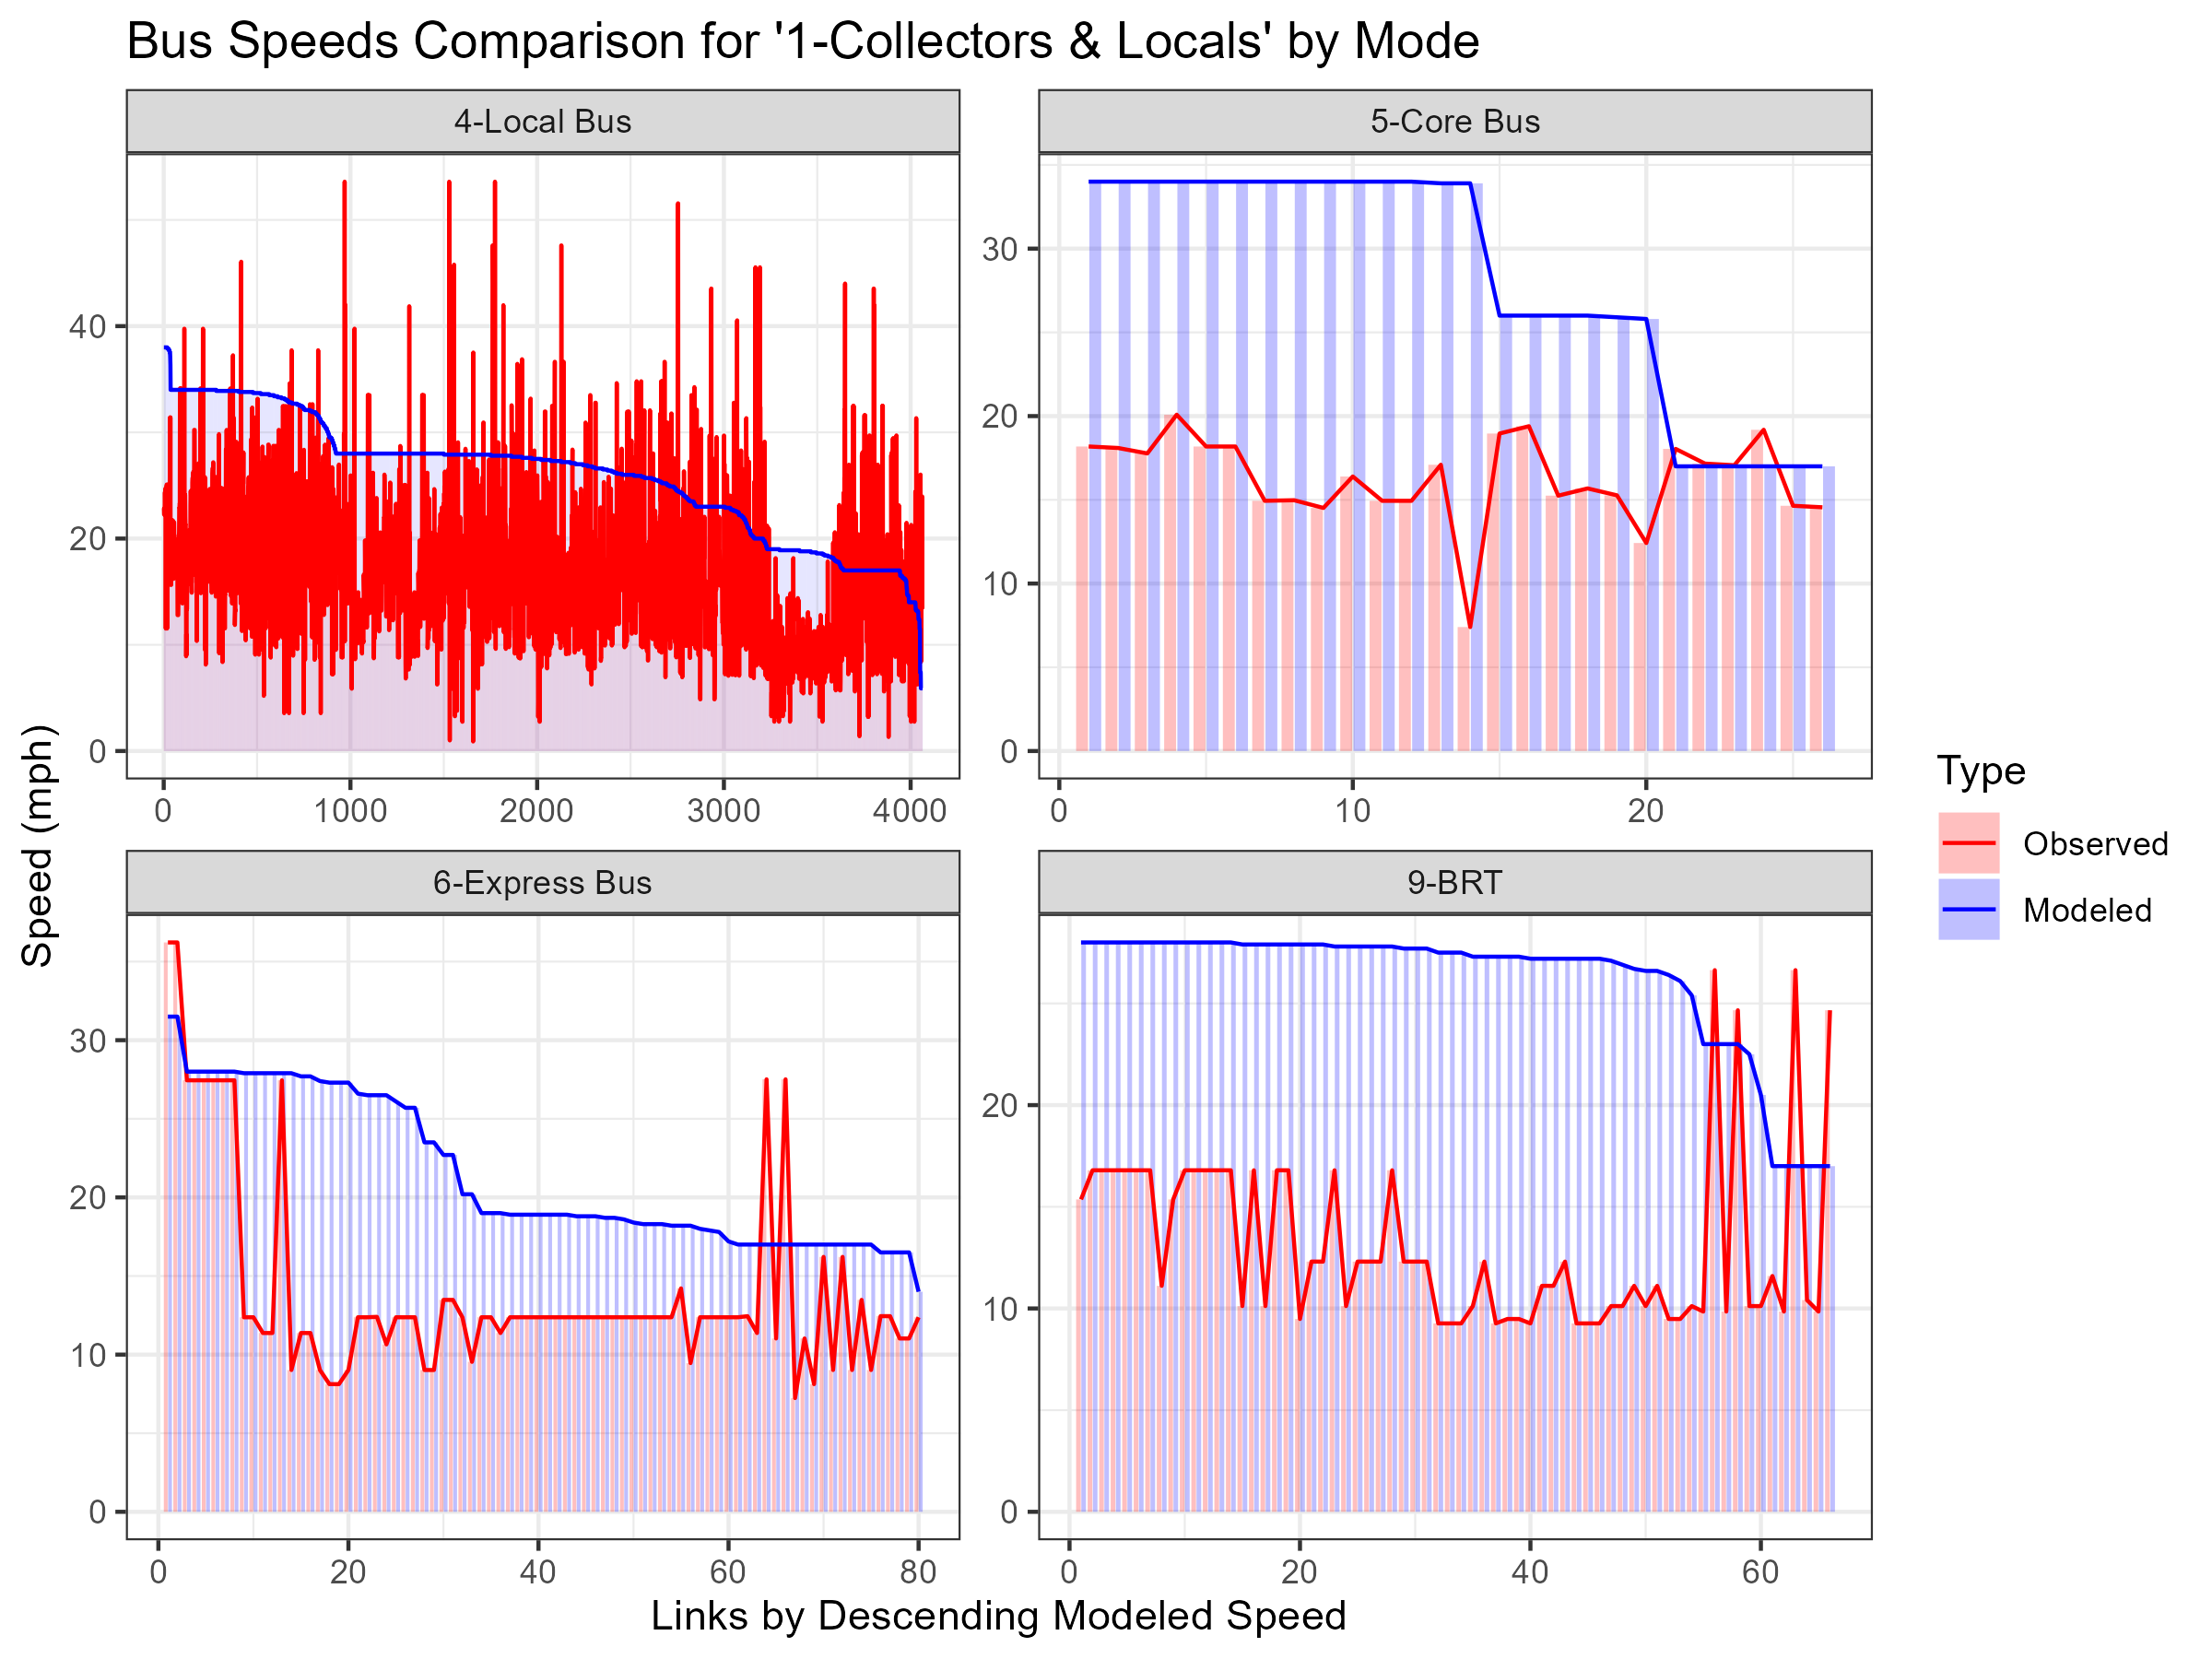 Bus Speeds Comparison for '1-Collectors & Locals' by Mode
4-Local Bus
5-Core Bus
40
20
0
0 1000 2000 3000 4000
30
20
10
0
0 10 20
Speed (mph)
6-Express Bus
9-BRT
30
20
10
0
0 20 40 60 80
20
10
0
0 20 40 60
Links by Descending Modeled Speed
Type
Observed
Modeled